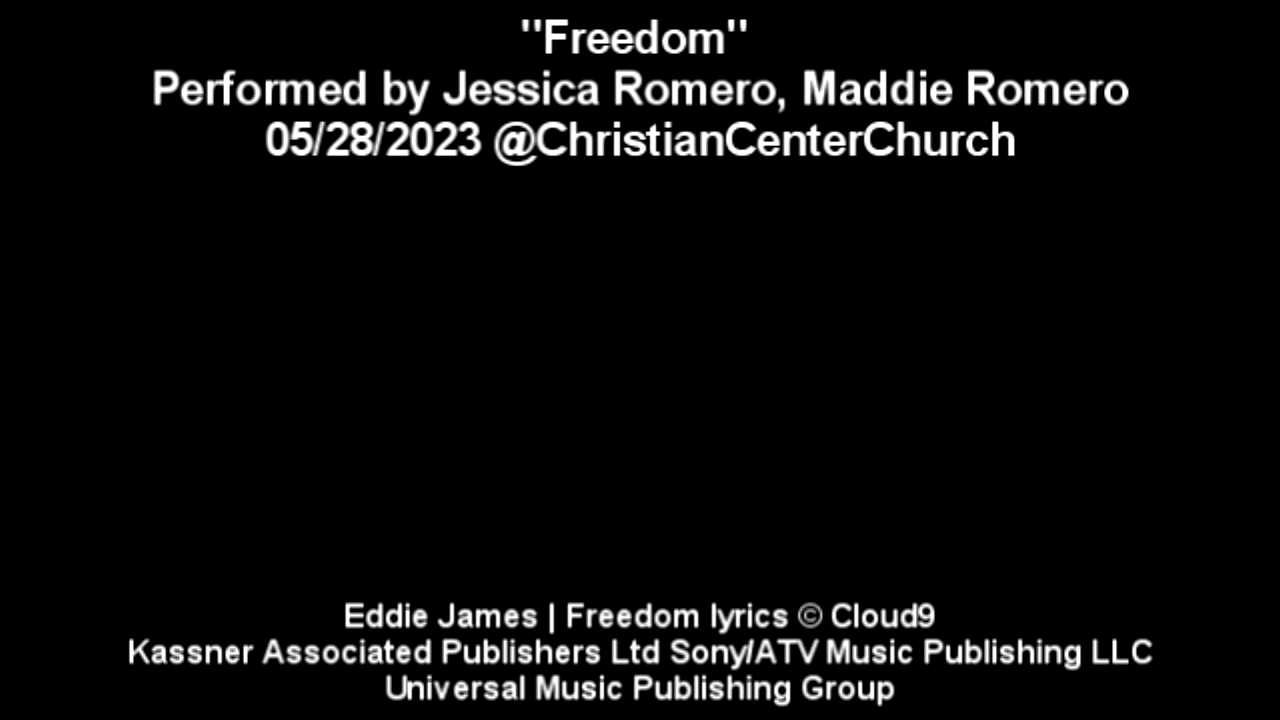 "Freedom"
Performed by Jessica Romero, Maddie Romero
05/28/2023 @ChristianCenterChurch
Eddie James | Freedom lyrics © Cloud9
Kassner Associated Publishers Ltd Sony/ATV Music Publishing LLC
Universal Music Publishing Group